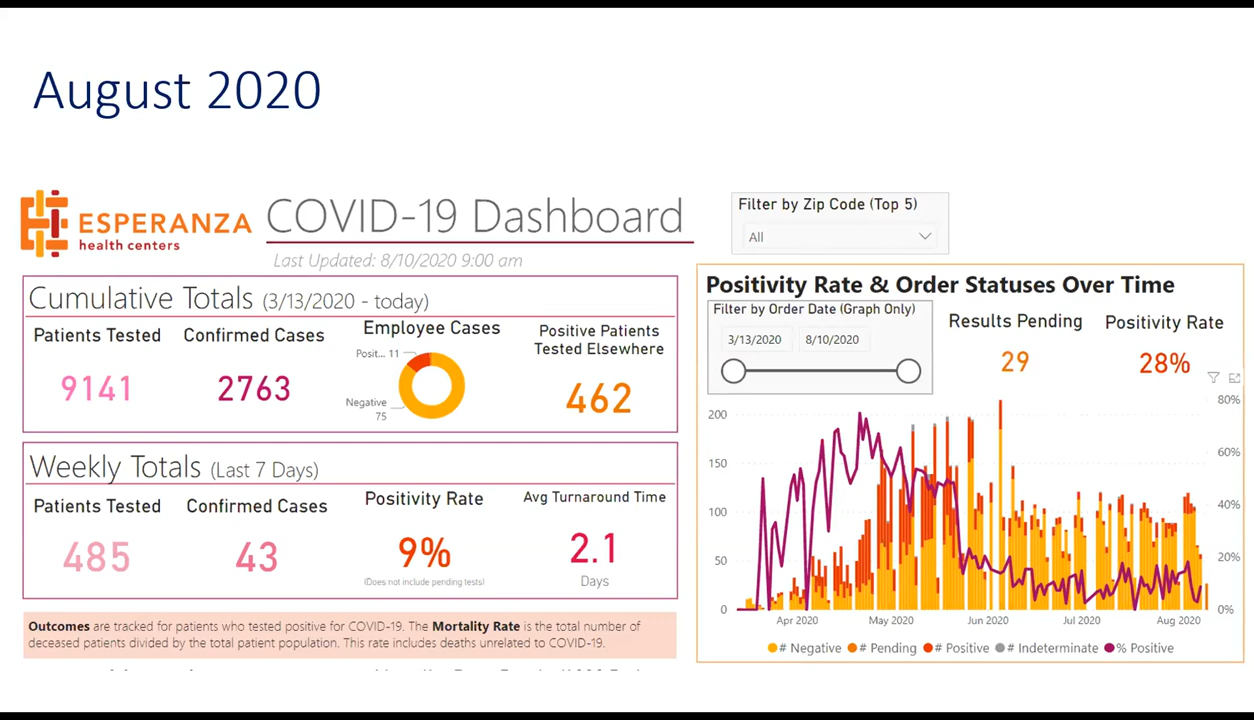 August 2020
ESPERANZA
health centers
COVID-19 Dashboard
Last Updated: 8/10/2020 9:00 am
Filter by Zip Code (Top 5)
All
Cumulative Totals (3/13/2020 - today)
Patients Tested
9141
Confirmed Cases
2763
Employee Cases
Posit... 11
Negative
75
Positive Patients
Tested Elsewhere
462
Weekly Totals (Last 7 Days)
Patients Tested
485
Confirmed Cases
43
Positivity Rate
9%
(Does not include pending tests)
Avg Turnaround Time
2.1
Days
Outcomes are tracked for patients who tested positive for COVID-19. The Mortality Rate is the total number of
deceased patients divided by the total patient population. This rate includes deaths unrelated to COVID-19.
Positivity Rate & Order Statuses Over Time
Filter by Order Date (Graph Only)
3/13/2020 8/10/2020
Results Pending
29
Positivity Rate
28%
200
150
100
50
0
80%
60%
40%
20%
0%
Apr 2020 May 2020 Jun 2020 Jul 2020 Aug 2020
# Negative # Pending # Positive # Indeterminate % Positive